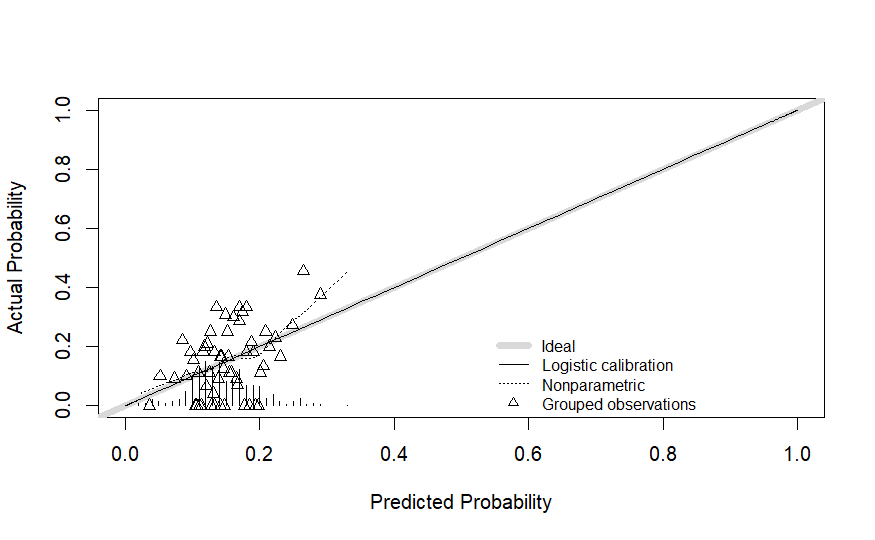 Actual Probability
1.0
0.8
0.6
0.4
0.2
0.0
Ideal
Logistic calibration
Nonparametric
Grouped observations
0.0 0.2 0.4 0.6 0.8 1.0
Predicted Probability